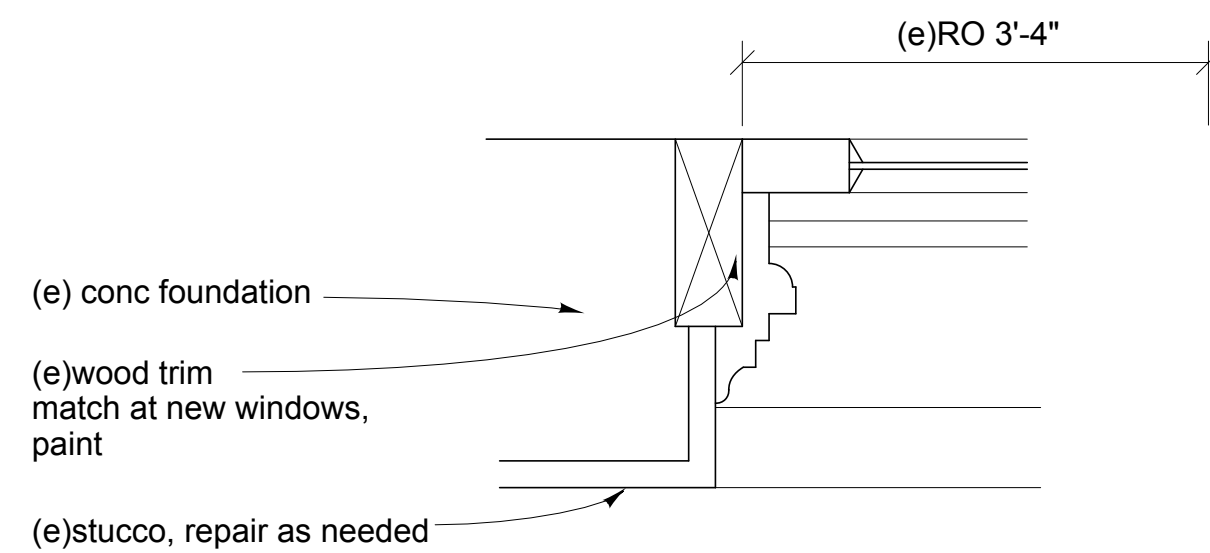 (e)RO 3'-4"
(e) conc foundation
(e)wood trim
match at new windows,
paint
(e)stucco, repair as needed